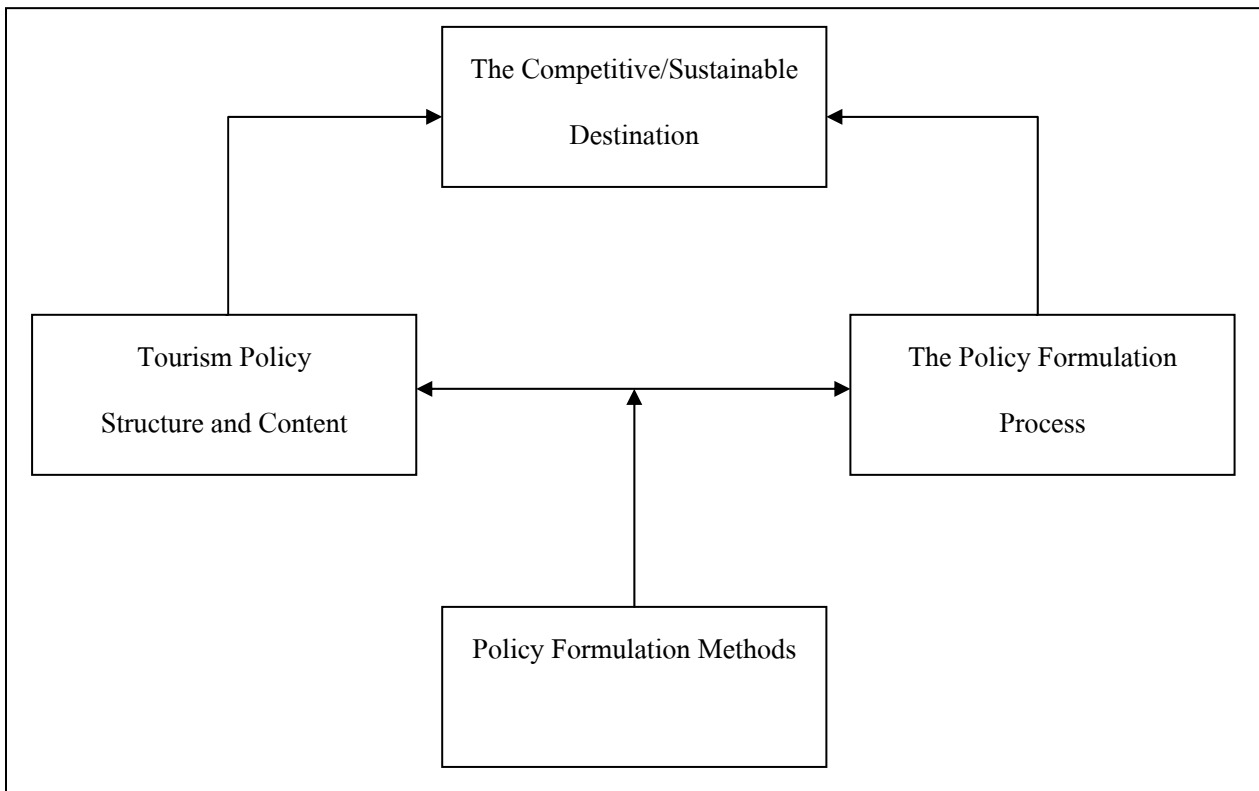 The Competitive/Sustainable
Destination
Tourism Policy
Structure and Content
The Policy Formulation
Process
Policy Formulation Methods